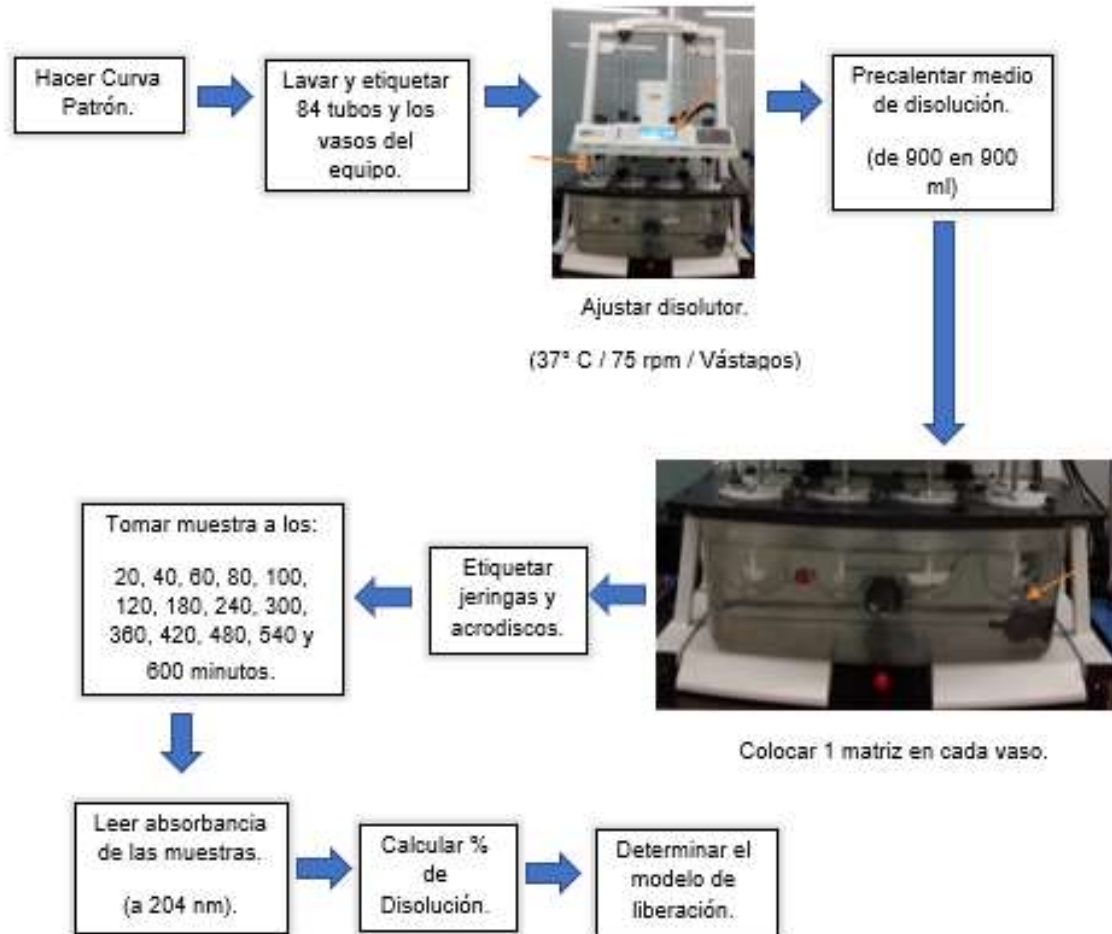 Hacer Curva
Patrón.
Lavar y etiquetar
84 tubos y los
vasos del
equipo.
Ajustar disolutor.
(37° C / 75 rpm / Vástagos)
Precalentar medio
de disolución.
(de 900 en 900
ml)
Colocar 1 matriz en cada vaso.
Etiquetar
jeringas y
acrodiscos.
Tomar muestra a los:
20, 40, 60, 80, 100,
120, 180, 240, 300,
360, 420, 480, 540 y
600 minutos.
Leer absorbancia
de las muestras.
(a 204 nm).
Calcular %
de
Disolución.
Determinar el
modelo de
liberación.